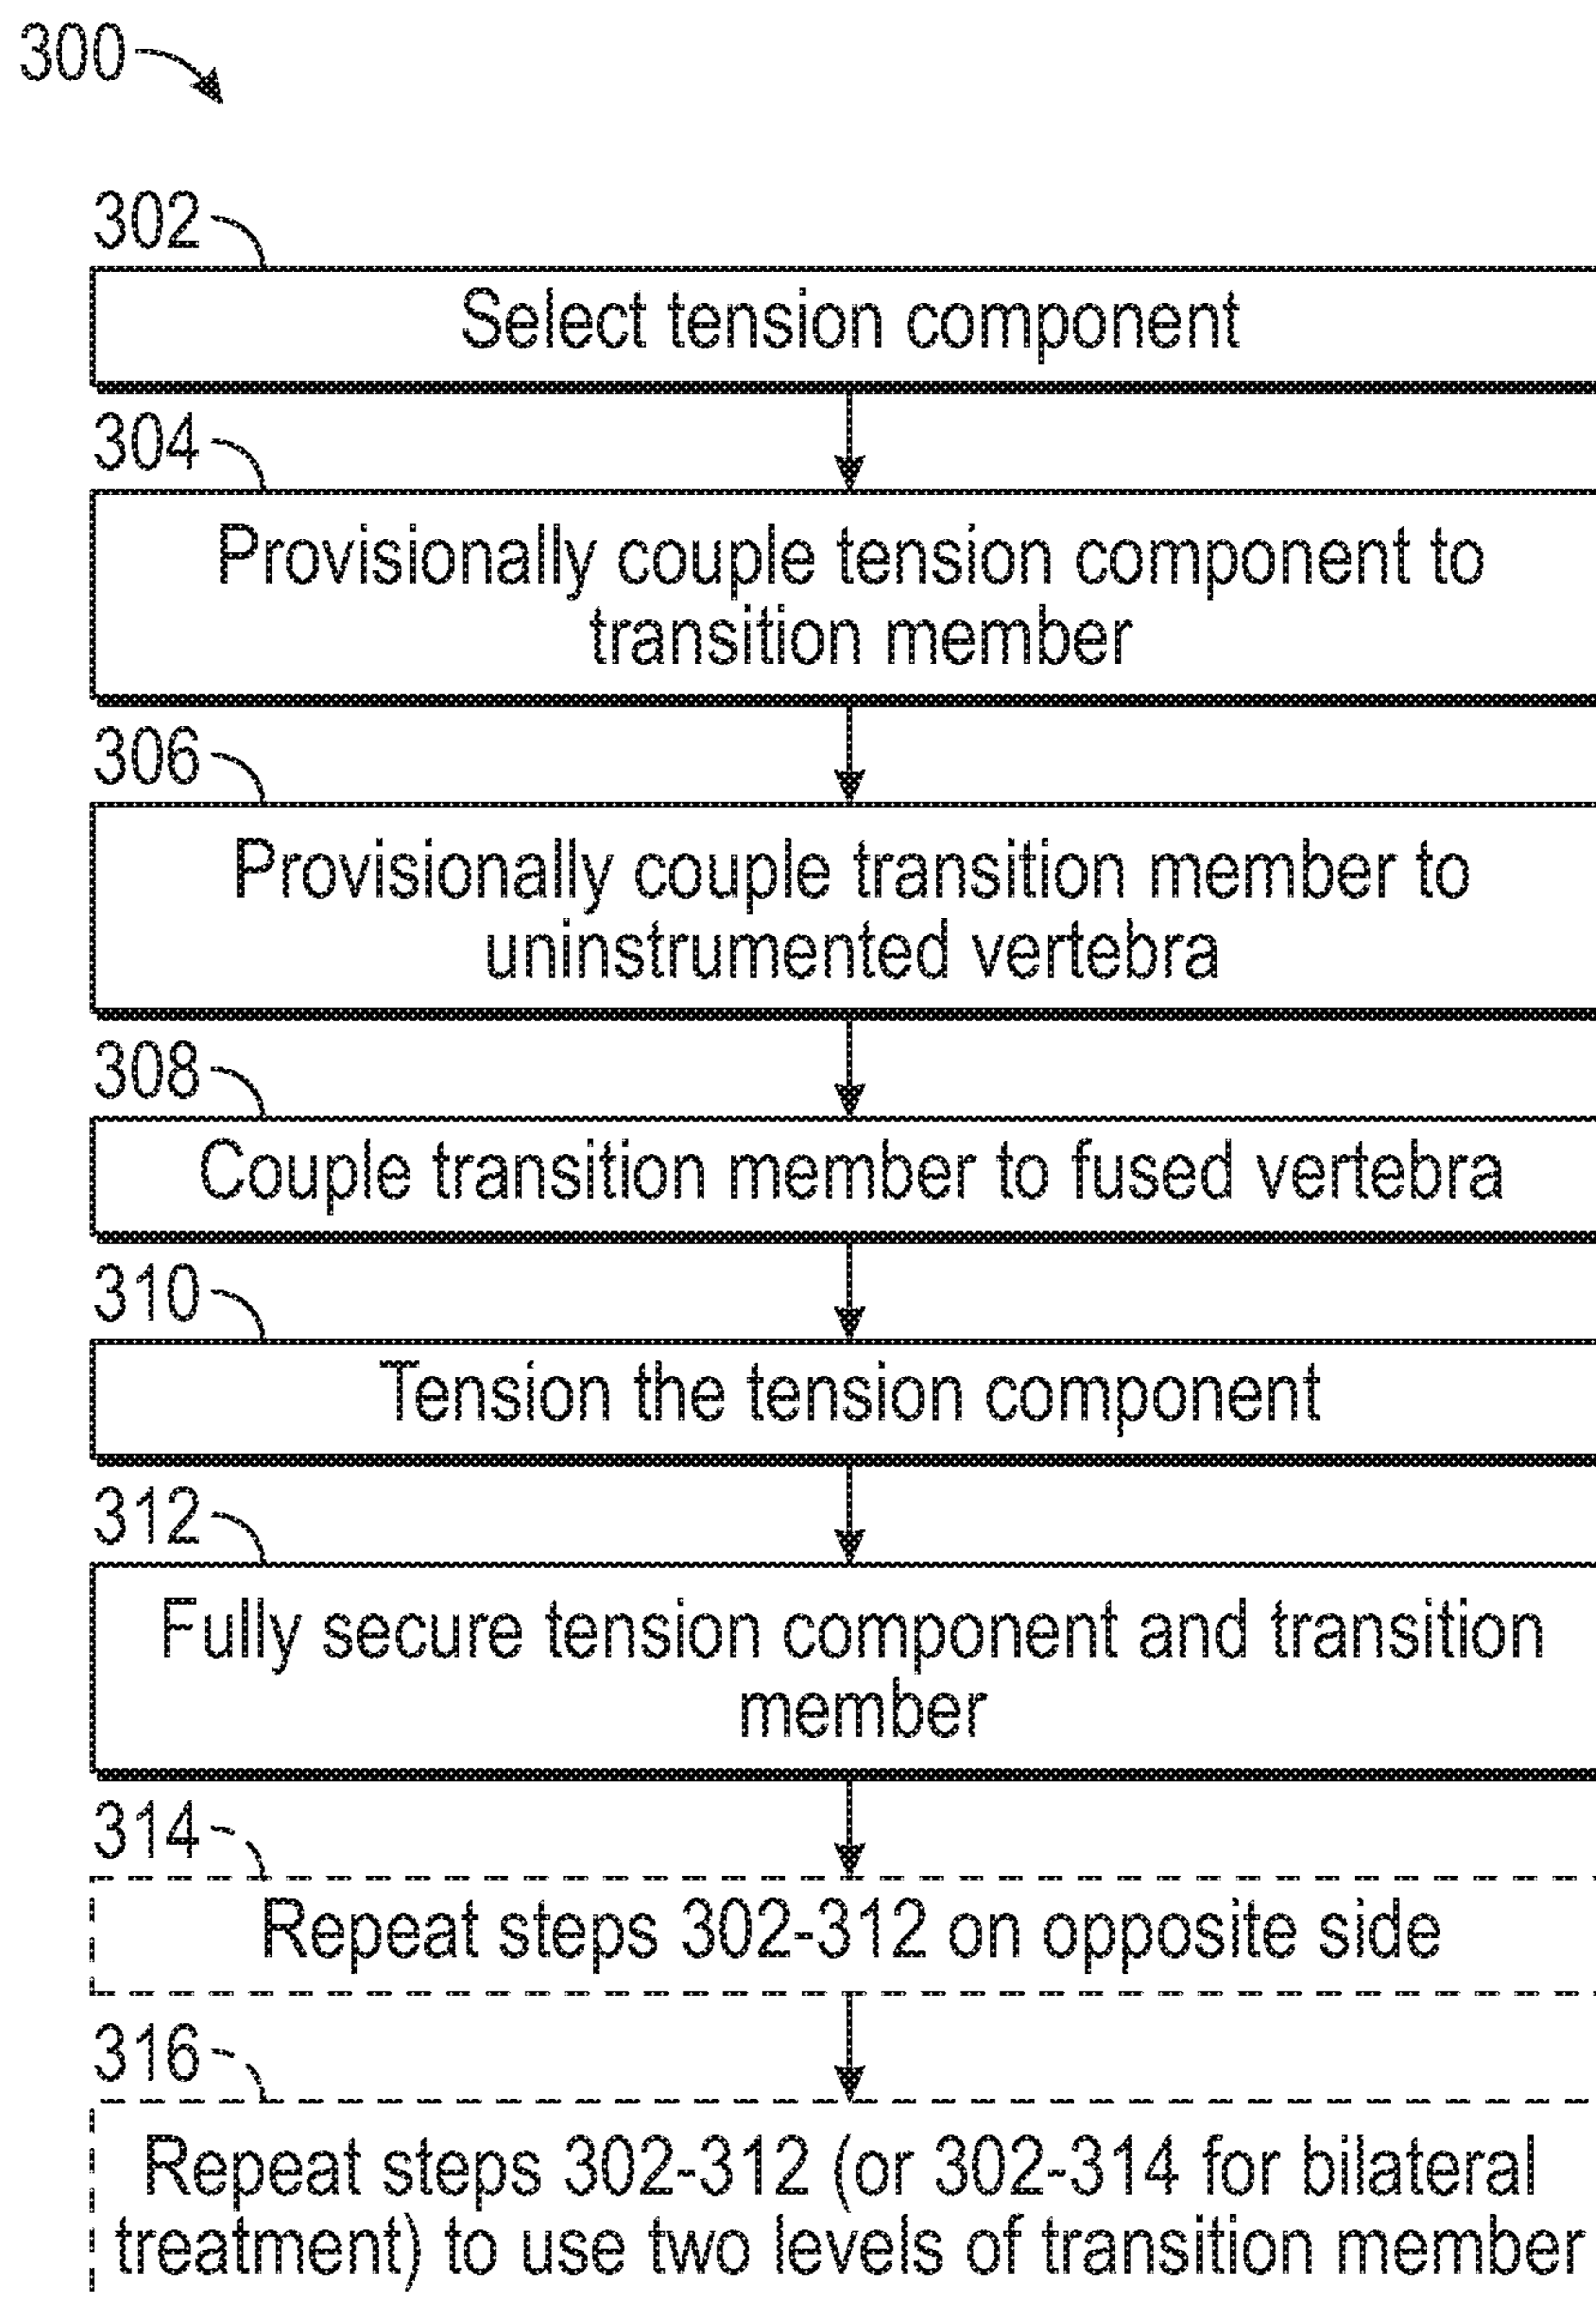 300
302
Select tension component
304
Provisionally couple tension component to
transition member
306
Provisionally couple transition member to
uninstrumented vertebra
308
Couple transition member to fused vertebra
310
Tension the tension component
312
Fully secure tension component and transition
member
314
Repeat steps 302-312 on opposite side
316
Repeat steps 302-312 (or 302-314 for bilateral
treatment) to use two levels of transition member